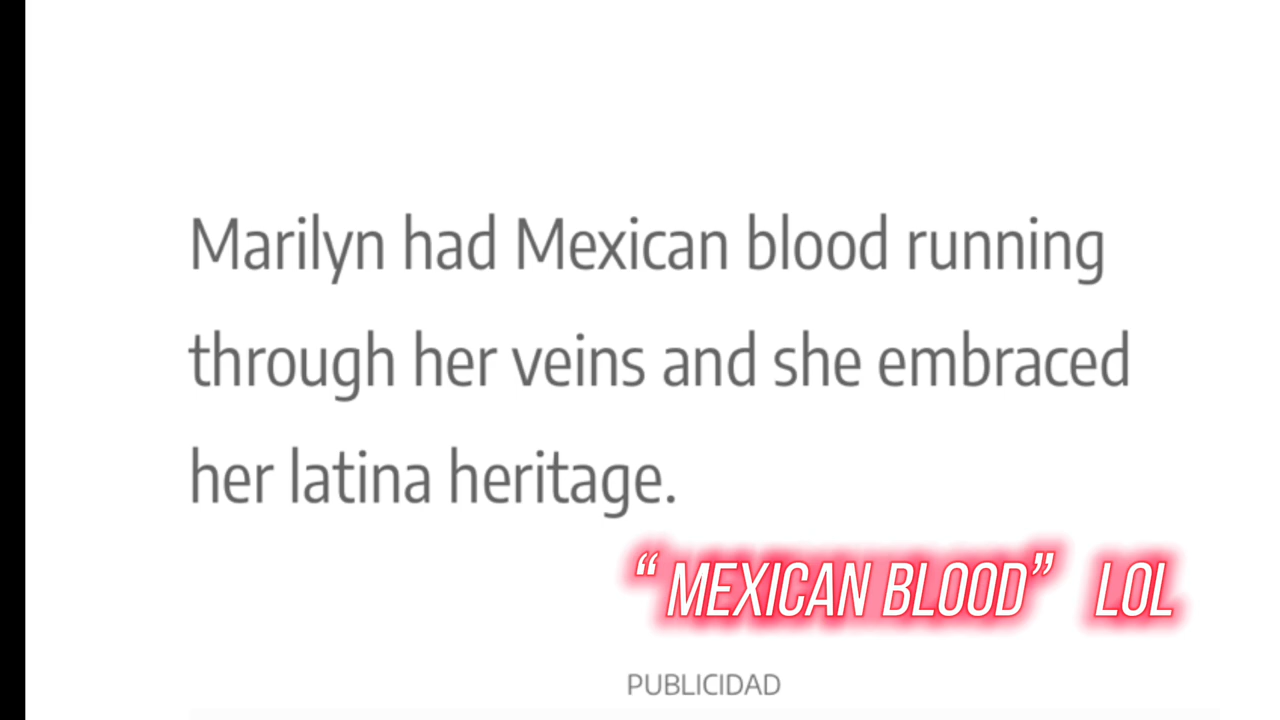 Marilyn had Mexican blood running
through her veins and she embraced
her latina heritage.
“MEXICAN BLOOD” LOL
PUBLICIDAD